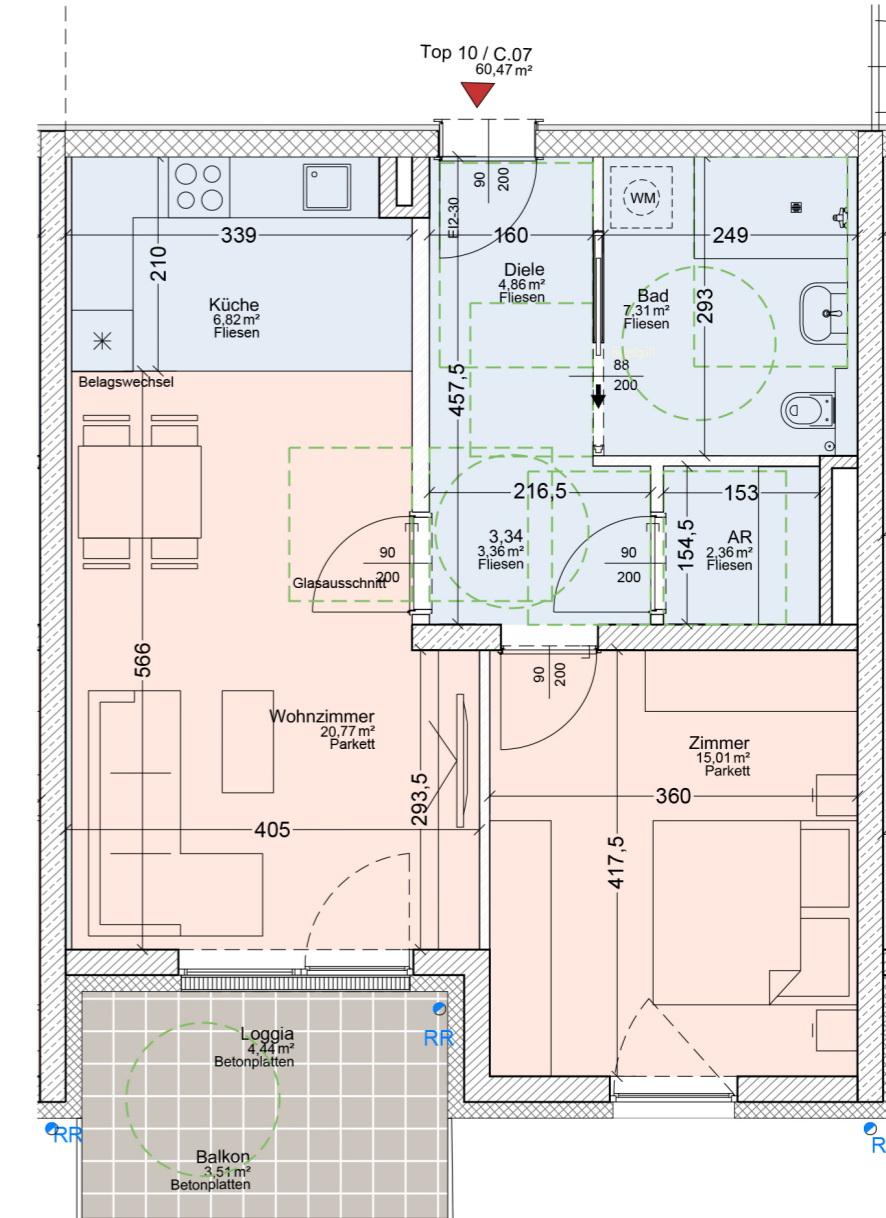 Top 10 / C.07
60,47 m²
90
200
EI2-30
WM
339
160
249
210
Diele
4,86 m²
Fliesen
Küche
6,82 m²
Fliesen
Bad
7,31 m²
Fliesen
293
88
200
Belagswechsel
457,5
216,5
153
3,34
3,36 m²
Fliesen
154,5
AR
2,36 m²
Fliesen
90
200
Glasausschnitt
90
200
566
90
200
Wohnzimmer
20,77 m²
Parkett
Zimmer
15,01 m²
Parkett
293,5
360
405
417,5
Loggia
4,44 m²
Betonplatten
RR
RR
R
Balkon
3,51 m²
Betonplatten